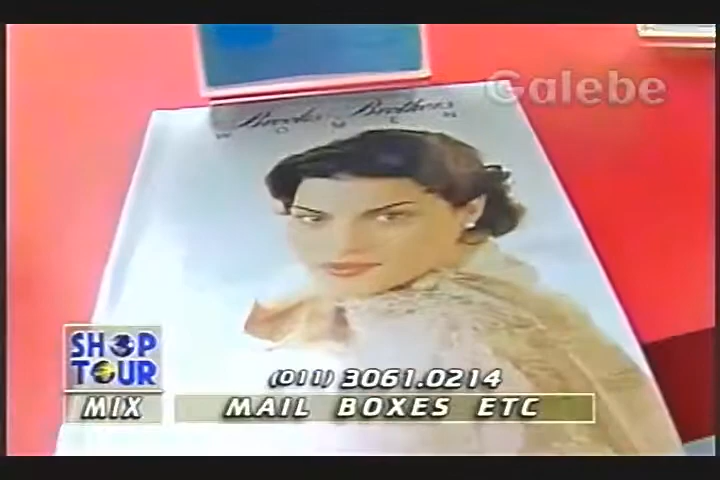 Galebe
Brooks Brothers
WOMEN
SHOP
TOUR
(011) 3061.0214
MIX
MAIL BOXES ETC